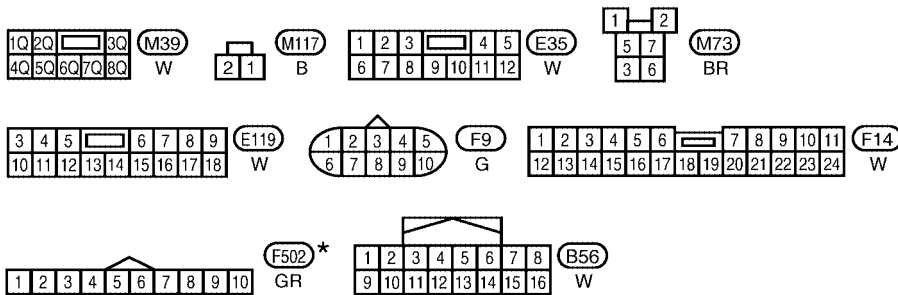 1Q 2Q 3Q M39
4Q 5Q 6Q 7Q 8Q W
M117
2 1 B
1 2 3 4 5 E35
6 7 8 9 10 11 12 W
1 2
5 7 M73
3 6 BR
3 4 5 6 7 8 9 E119
10 11 12 13 14 15 16 17 18 W
1 2 3 4 5 F9
6 7 8 9 10 G
1 2 3 4 5 6 7 8 9 10 11 F14
12 13 14 15 16 17 18 19 20 21 22 23 24 W
F502 *
1 2 3 4 5 6 7 8 9 10 GR
1 2 3 4 5 6 7 8 B56
9 10 11 12 13 14 15 16 W